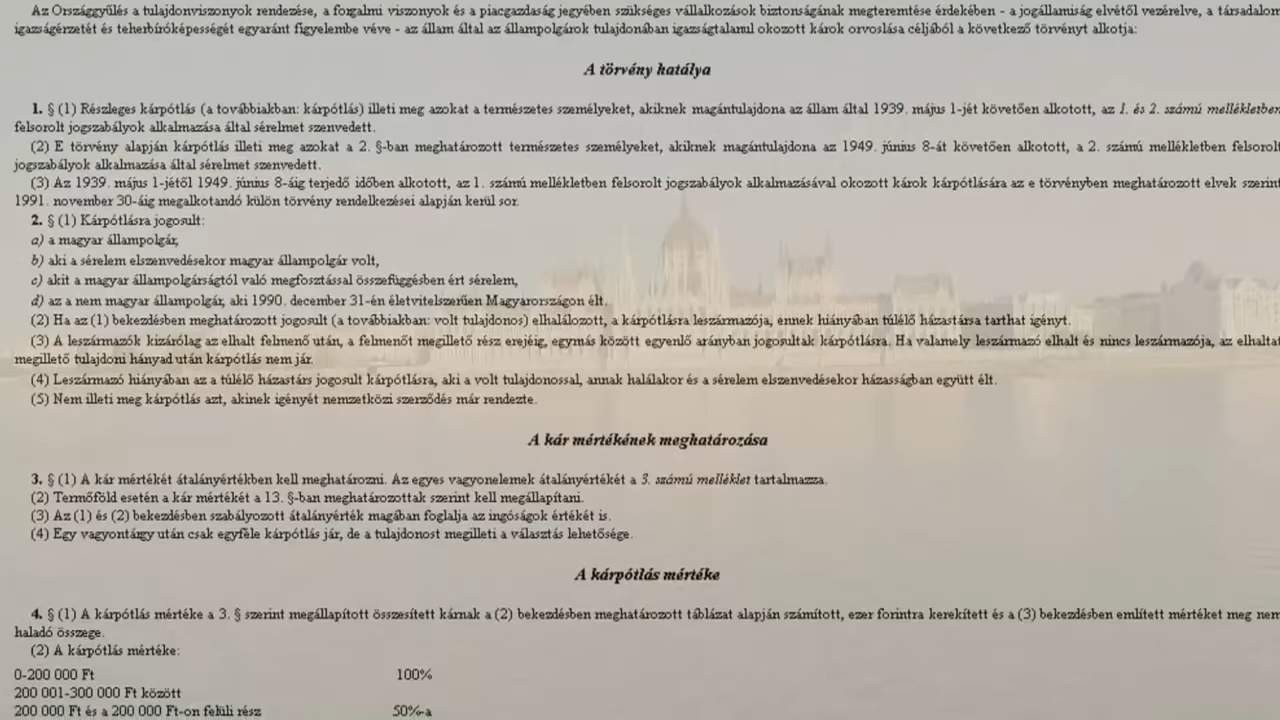 Az Országgyűlés a tulajdonviszonyok rendezése, a forgalmi viszonyok és a piacgazdaság jegyében szükséges vállalkozások biztonságának megteremtése érdekében - a jogállamiság elvétől vezérelve, a társadalom
igazságérzetét és teherbíróképességét egyaránt figyelembe véve - az állam által az állampolgárok tulajdonában igazságtalanul okozott károk orvoslása céljából a következő törvényt alkotja:
A törvény hatálya
1. § (1) Részleges kárpótlás (a továbbiakban: kárpótlás) illeti meg azokat a természetes személyeket, akiknek magántulajdona az állam által 1939. május 1-jét követően alkotott, az 1. és 2. számú mellékletben
felsorolt jogszabályok alkalmazása által sérelmet szenvedett.
(2) E törvény alapján kárpótlás illeti meg azokat a 2. §-ban meghatározott természetes személyeket, akiknek magántulajdona az 1949. június 8-át követően alkotott, a 2. számú mellékletben felsorolt
jogszabályok alkalmazása által sérelmet szenvedett.
(3) Az 1939. május 1-jétől 1949. június 8-áig terjedő időben alkotott, az 1. számú mellékletben felsorolt jogszabályok alkalmazásával okozott károk kárpótlására az e törvényben meghatározott elvek szerint
1991. november 30-áig megalkotandó külön törvény rendelkezései alapján kerül sor.
2. § (1) Kárpótlásra jogosult:
a) a magyar állampolgár,
b) aki a sérelem elszenvedésekor magyar állampolgár volt,
c) akit a magyar állampolgárságtól való megfosztással összefüggésben ért sérelem,
d) az a nem magyar állampolgár, aki 1990. december 31-én életvitelszerűen Magyarországon élt.
(2) Ha az (1) bekezdésben meghatározott jogosult (a továbbiakban: volt tulajdonos) elhalálozott, a kárpótlásra leszármazója, ennek hiányában túlélő házastársa tarthat igényt.
(3) A leszármazók kizárólag az elhalt felmenő után, a felmenőt megillető rész erejéig, egymás között egyenlő arányban jogosultak kárpótlásra. Ha valamely leszármazó elhalt és nincs leszármazója, az elhaltat
megillető tulajdoni hányad után kárpótlás nem jár.
(4) Leszármazó hiányában az a túlélő házastárs jogosult kárpótlásra, aki a volt tulajdonossal, annak halálakor és a sérelem elszenvedésekor házasságban együtt élt.
(5) Nem illeti meg kárpótlás azt, akinek igényét nemzetközi szerződés már rendezte.
A kár mértékének meghatározása
3. § (1) A kár mértékét átalányértékben kell meghatározni. Az egyes vagyonelemek átalányértékét a 3. számú melléklet tartalmazza.
(2) Termőföld esetén a kár mértékét a 13. §-ban meghatározottak szerint kell megállapítani.
(3) Az (1) és (2) bekezdésben szabályozott átalányérték magában foglalja az ingóságok értékét is.
(4) Egy vagyontárgy után csak egyféle kárpótlás jár, de a tulajdonost megilleti a választás lehetősége.
A kárpótlás mértéke
4. § (1) A kárpótlás mértéke a 3. § szerint megállapított összesített kárnak a (2) bekezdésben meghatározott táblázat alapján számított, ezer forintra kerekített és a (3) bekezdésben említett mértéket meg nem
haladó összege.
(2) A kárpótlás mértéke:
0-200 000 Ft 100%
200 001-300 000 Ft között
200 000 Ft és a 200 000 Ft-on felüli rész 50%-a